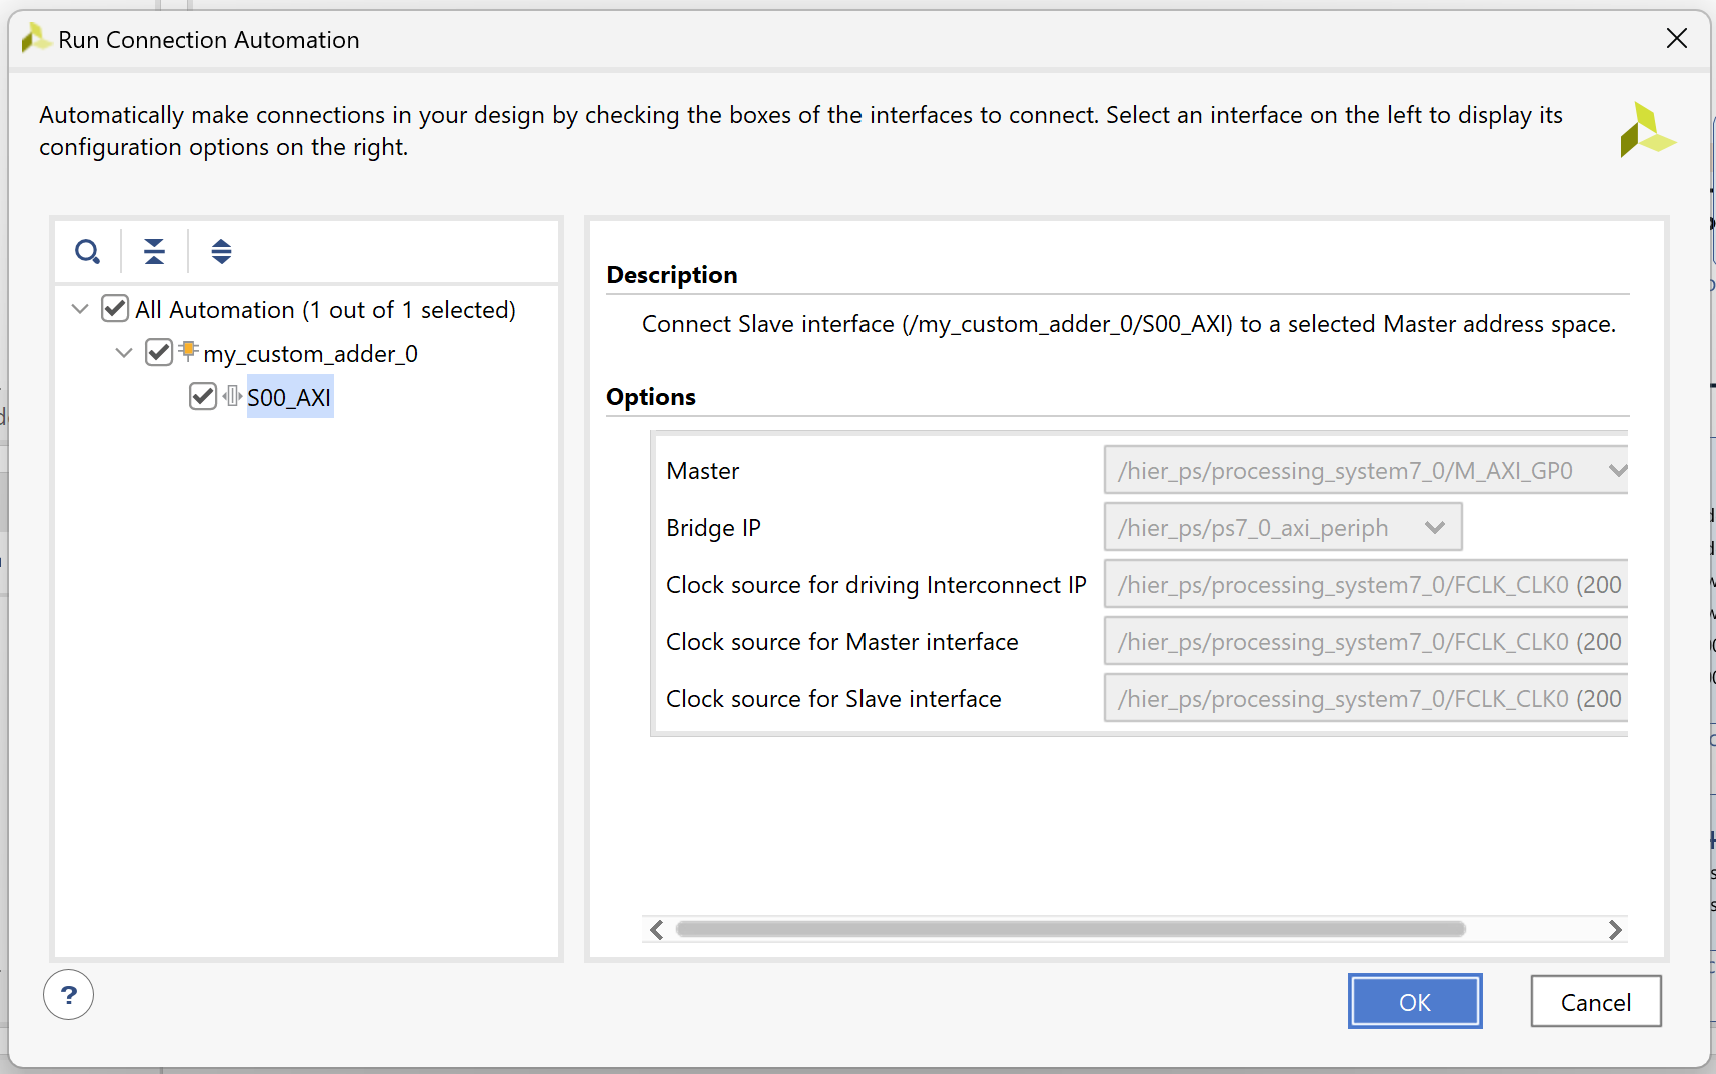 Run Connection Automation
Automatically make connections in your design by checking the boxes of the interfaces to connect. Select an interface on the left to display its
configuration options on the right.
All Automation (1 out of 1 selected)
my_custom_adder_0
S00_AXI
Description
Connect Slave interface (/my_custom_adder_0/S00_AXI) to a selected Master address space.
Options
Master /hier_ps/processing_system7_0/M_AXI_GP0
Bridge IP /hier_ps/ps7_0_axi_periph
Clock source for driving Interconnect IP /hier_ps/processing_system7_0/FCLK_CLK0 (200
Clock source for Master interface /hier_ps/processing_system7_0/FCLK_CLK0 (200
Clock source for Slave interface /hier_ps/processing_system7_0/FCLK_CLK0 (200
?
OK
Cancel